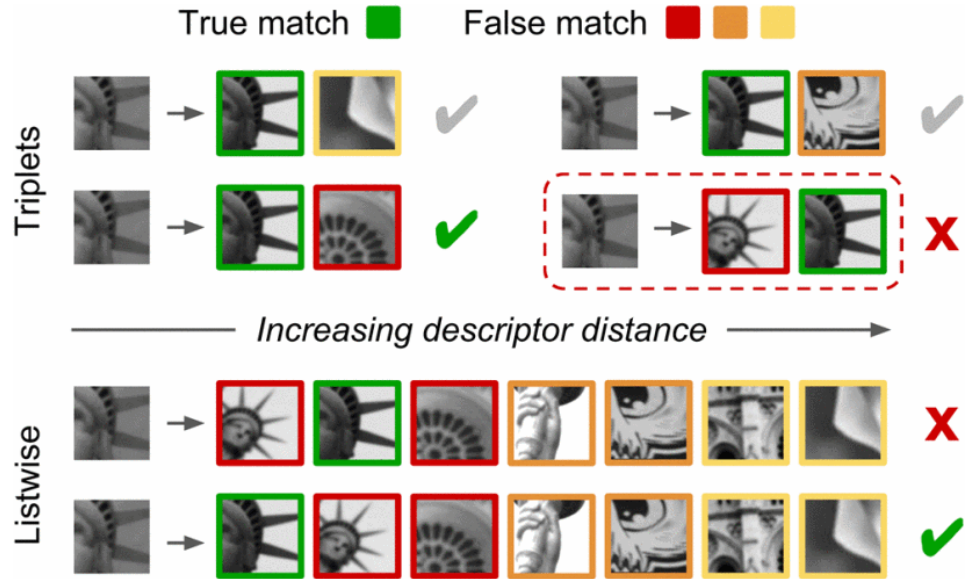 True match
False match
Triplets
X
Increasing descriptor distance
Listwise
X